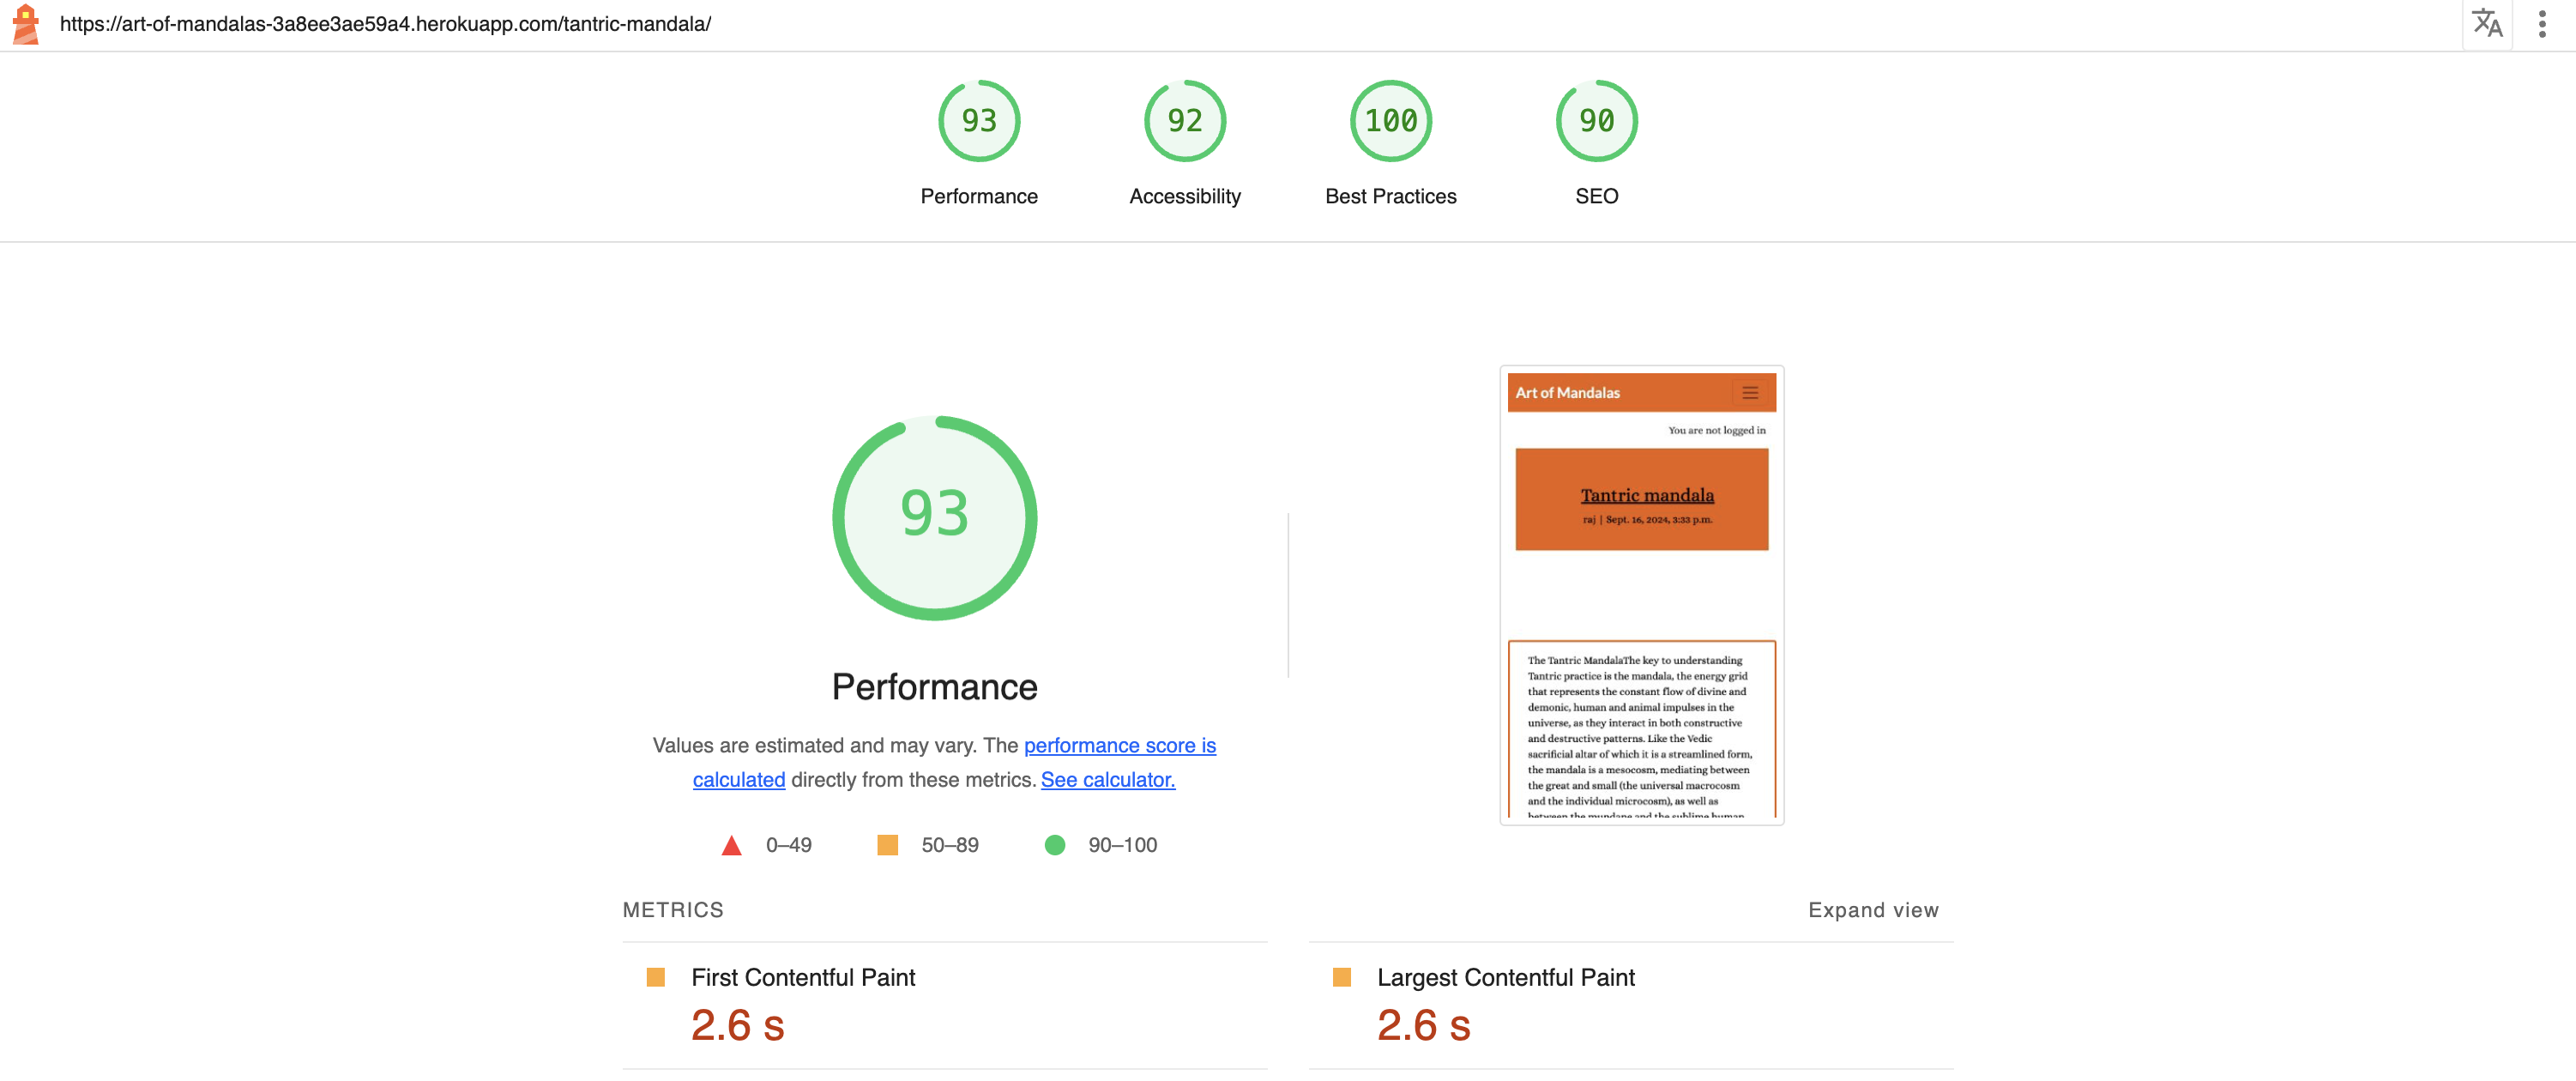 https://art-of-mandalas-3a8ee3ae59a4.herokuapp.com/tantric-mandala/
93
92
100
90
Performance
Accessibility
Best Practices
SEO
93
Performance
Values are estimated and may vary. The performance score is
calculated directly from these metrics. See calculator.
0–49
50–89
90–100
Art of Mandalas
You are not logged in
Tantric mandala
raj | Sept. 16, 2024, 3:33 p.m.
The Tantric MandalaThe key to understanding
Tantric practice is the mandala, the energy grid
that represents the constant flow of divine and
demonic, human and animal impulses in the
universe, as they interact in both constructive
and destructive patterns. Like the Vedic
sacrificial altar of which it is a streamlined form,
the mandala is a mesocosm, mediating between
the great and small (the universal macrocosm
and the individual microcosm), as well as
between the mundane and the sublime human
METRICS
Expand view
First Contentful Paint
2.6 s
Largest Contentful Paint
2.6 s